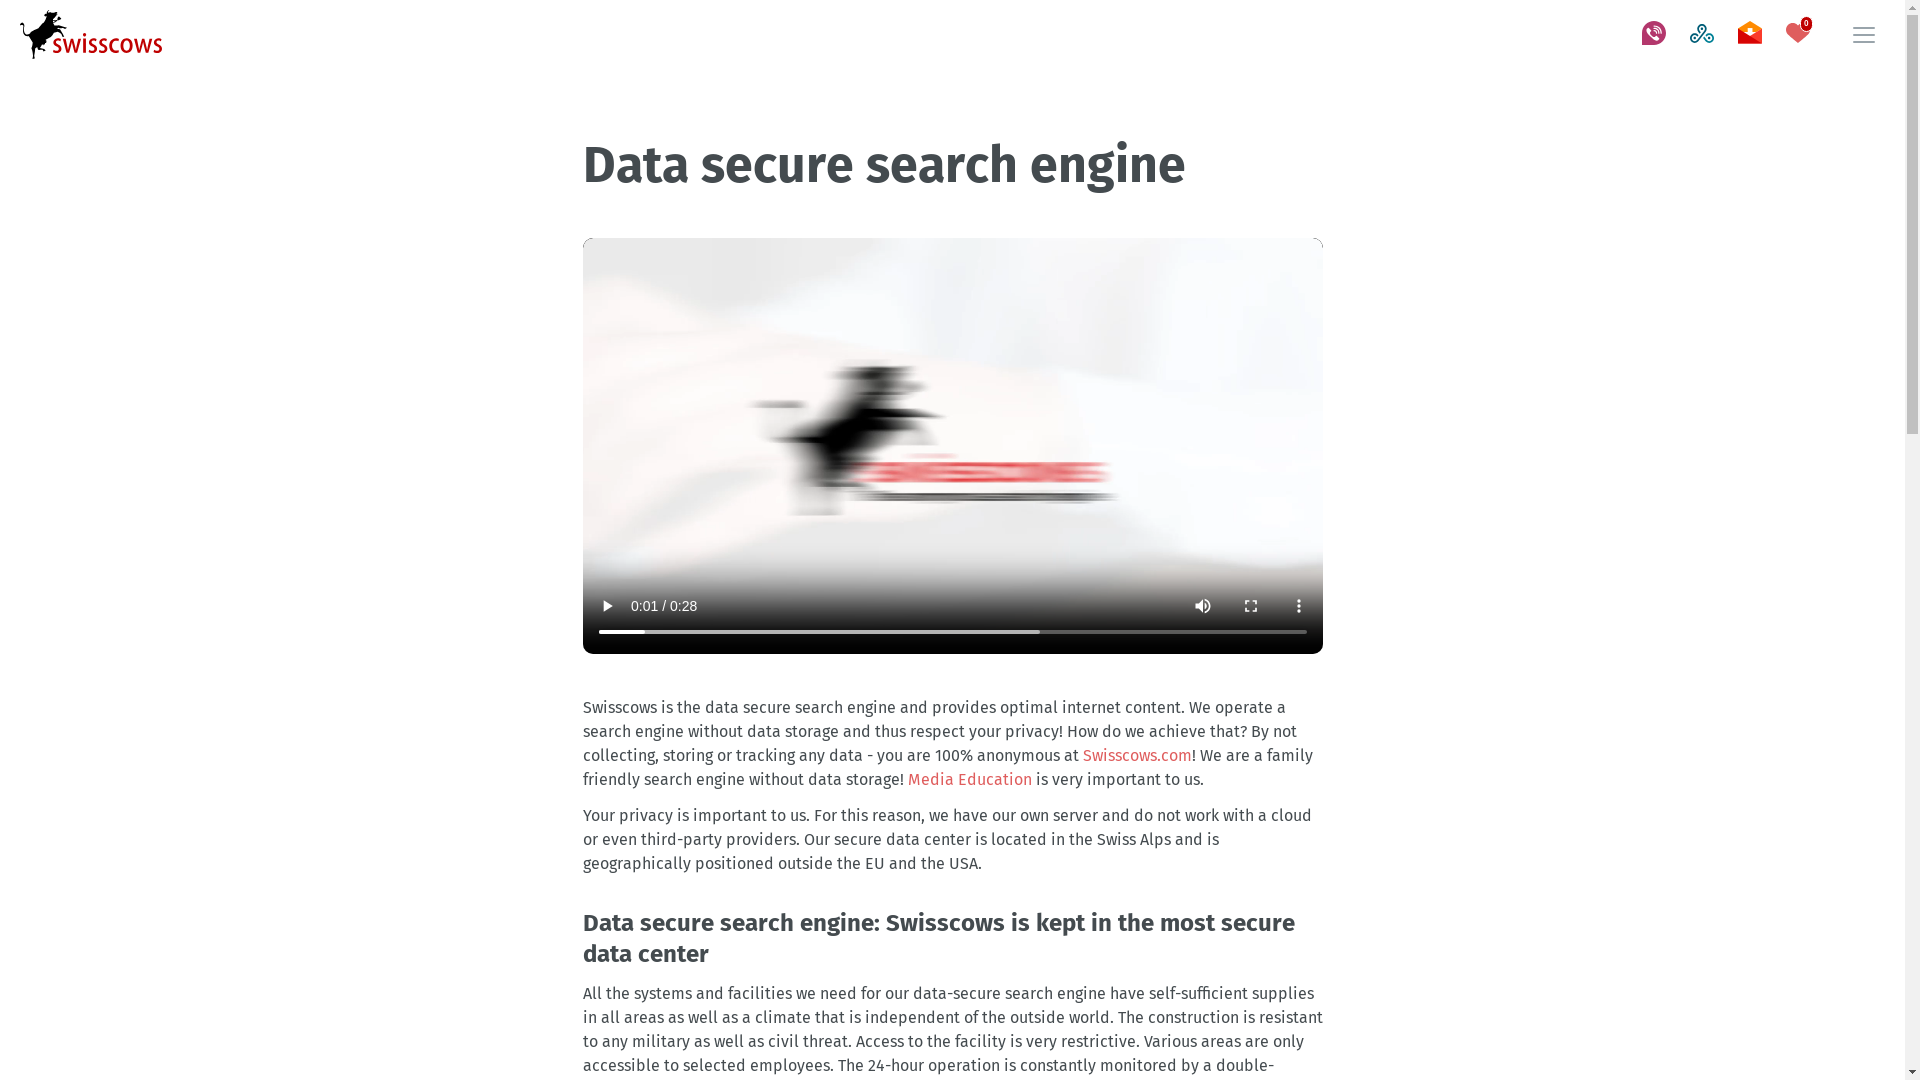 swisscows
0
Data secure search engine
0:01 / 0:28
Swisscows is the data secure search engine and provides optimal internet content. We operate a
search engine without data storage and thus respect your privacy! How do we achieve that? By not
collecting, storing or tracking any data - you are 100% anonymous at Swisscows.com! We are a family
friendly search engine without data storage! Media Education is very important to us.
Your privacy is important to us. For this reason, we have our own server and do not work with a cloud
or even third-party providers. Our secure data center is located in the Swiss Alps and is
geographically positioned outside the EU and the USA.
Data secure search engine: Swisscows is kept in the most secure
data center
All the systems and facilities we need for our data-secure search engine have self-sufficient supplies
in all areas as well as a climate that is independent of the outside world. The construction is resistant
to any military as well as civil threat. Access to the facility is very restrictive. Various areas are only
accessible to selected employees. The 24-hour operation is constantly monitored by a double-